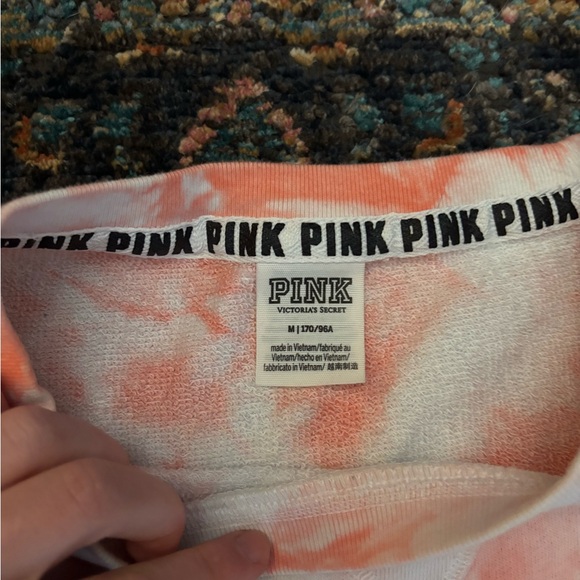 PINK PINK PINK PINK PINK PINK
PINK
VICTORIA'S SECRET
M | 170/96A
made in Vietnam/fabriqué au
Vietnam/hecho en Vietnam/
fabbricato in Vietnam/ 越南制造